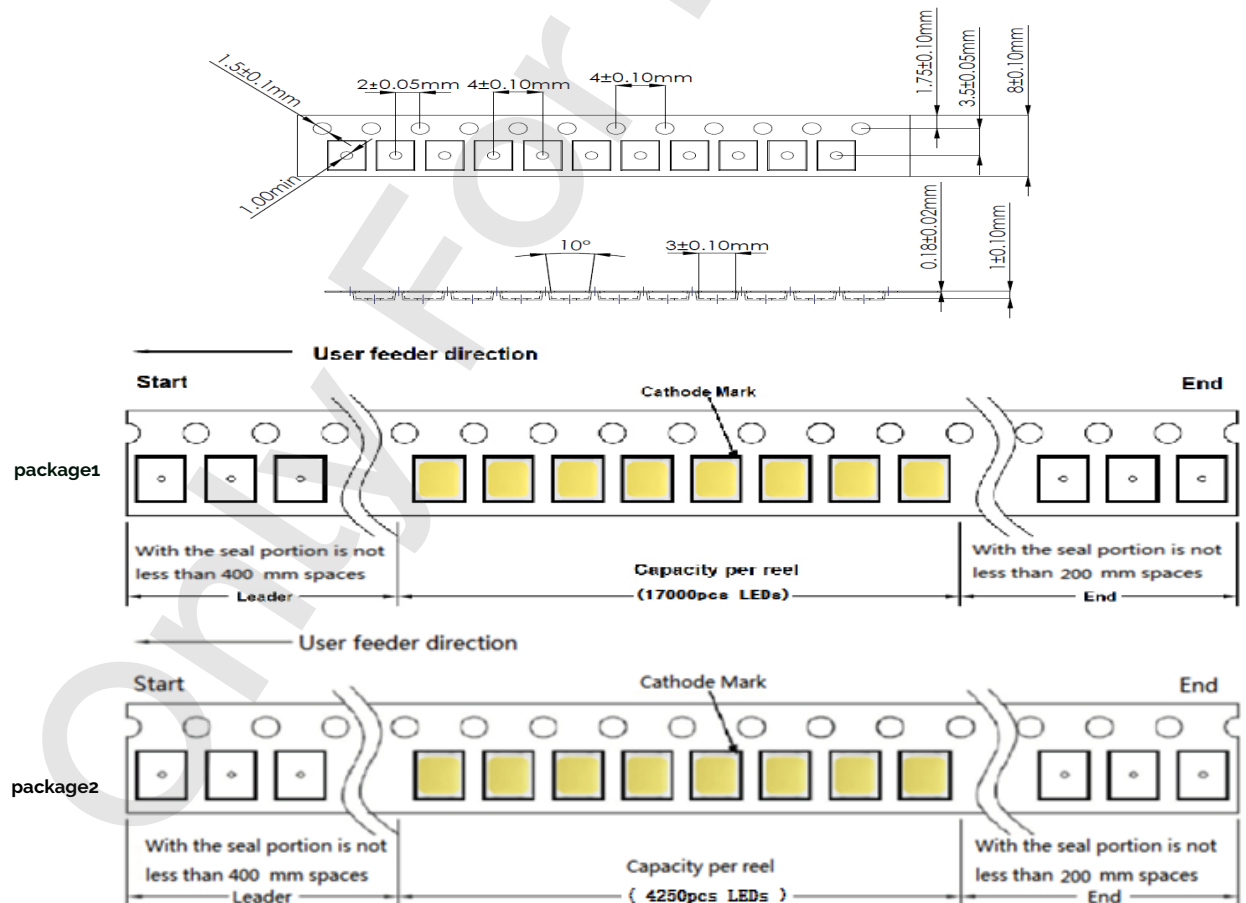 1.5±0.1mm
2±0.05mm
4±0.10mm
4±0.10mm
1.75±0.10mm
3.5±0.05mm
8±0.10mm
1.00min
10°
3±0.10mm
0.18±0.02mm
1±0.10mm
User feeder direction
Start
Cathode Mark
End
package1
With the seal portion is not
less than 400 mm spaces
Leader
Capacity per reel
(17000pcs LEDs)
With the seal portion is not
less than 200 mm spaces
End
User feeder direction
Start
Cathode Mark
End
package2
With the seal portion is not
less than 400 mm spaces
Leader
Capacity per reel
( 4250pcs LEDs )
With the seal portion is not
less than 200 mm spaces
End
Only For